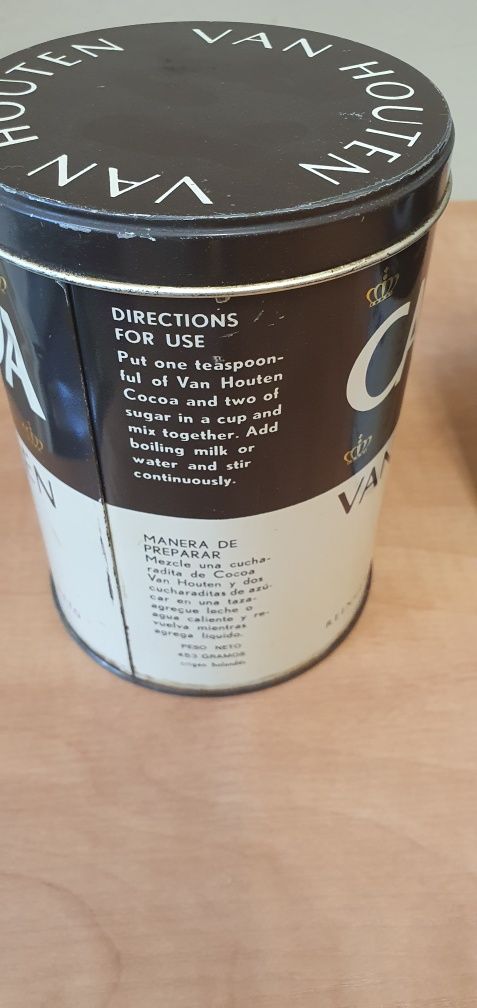 VAN HOUTEN
VAN HOUTEN
VAN
DIRECTIONS
FOR USE
Put one teaspoon-
ful of Van Houten
Cocoa and two of
sugar in a cup and
mix together. Add
boiling milk or
water and stir
continuously.
MANERA DE
PREPARAR
Mezcle una cucha-
radita de Cocoa
Van Houten y dos
cucharaditas de azú-
car en una taza-
agregue leche o
agua caliente y re-
vuelva mientras
agrega líquido.
PESO NETO
453 GRAMOS
origen holandés
CA
VAN